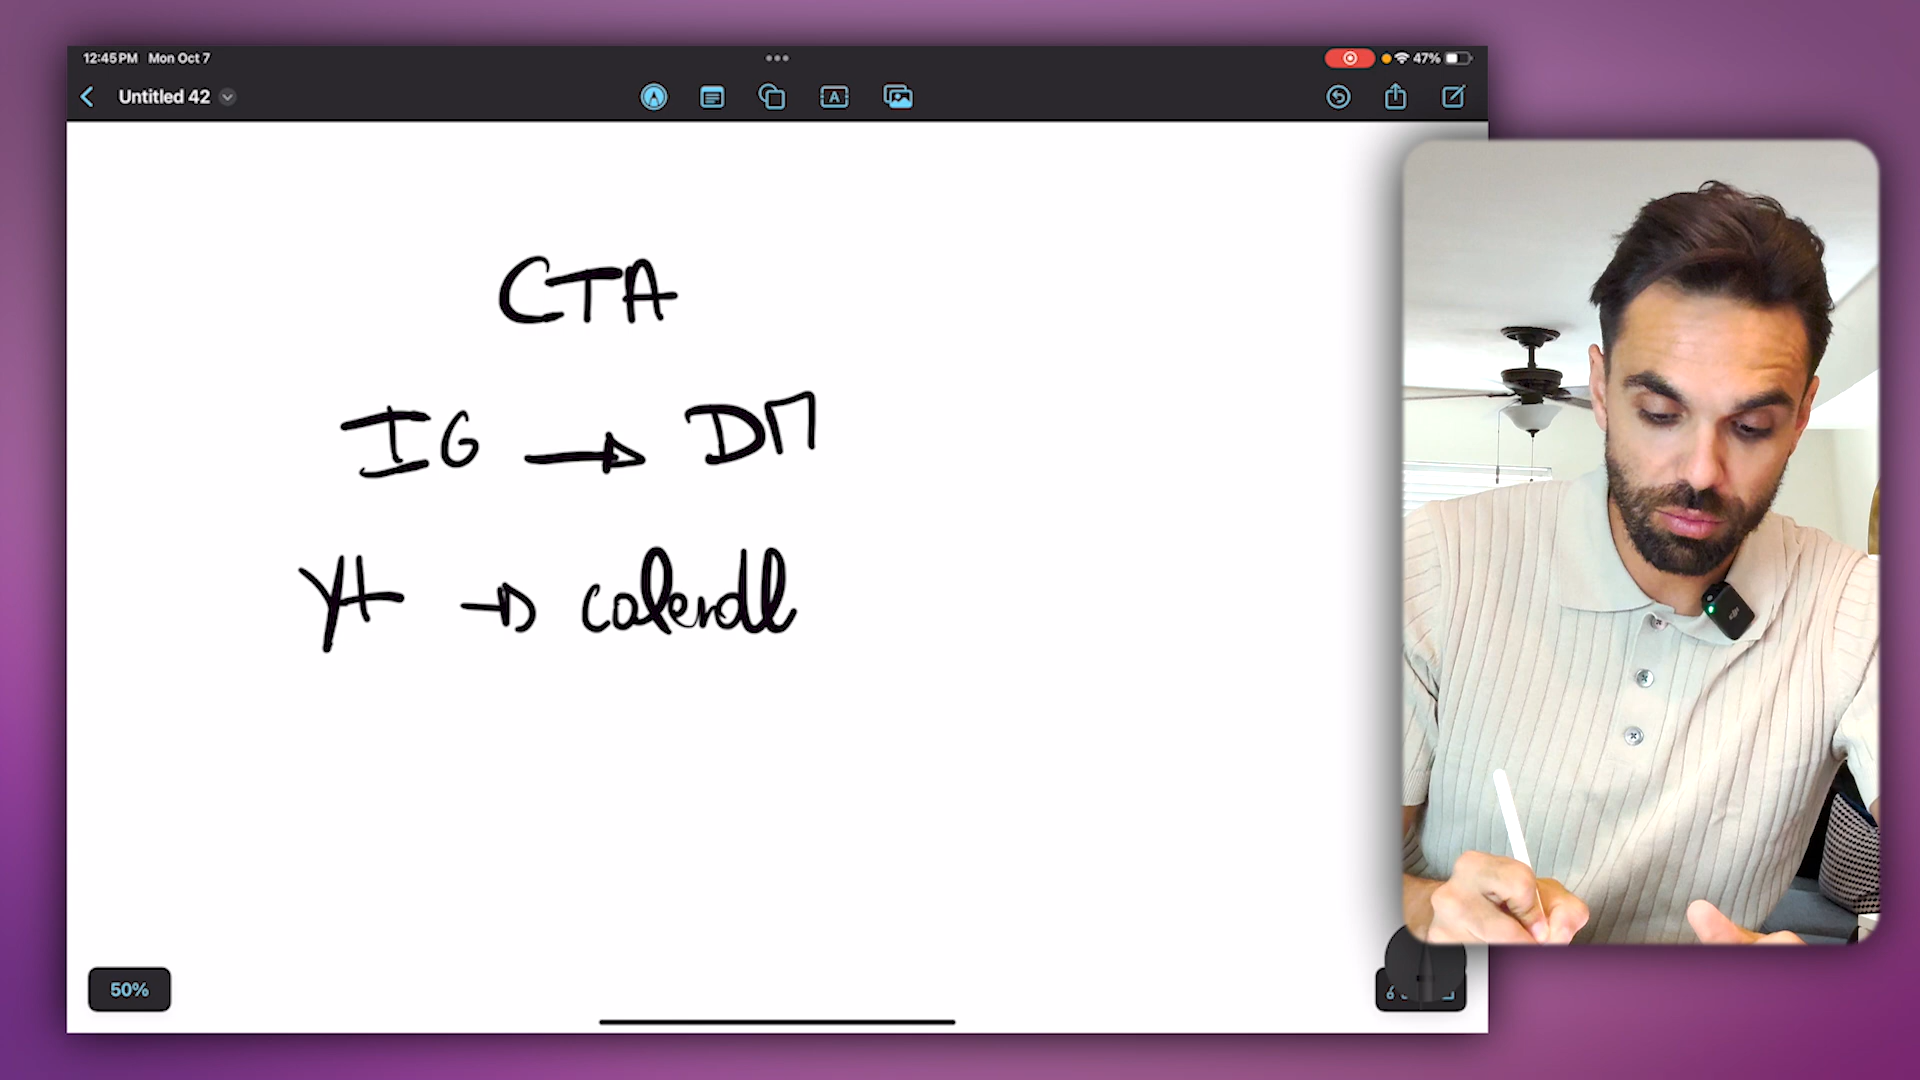 12:45 PM Mon Oct 7
47%
Untitled 42
A
CTA
IG → DM
Yt → calendl
50%